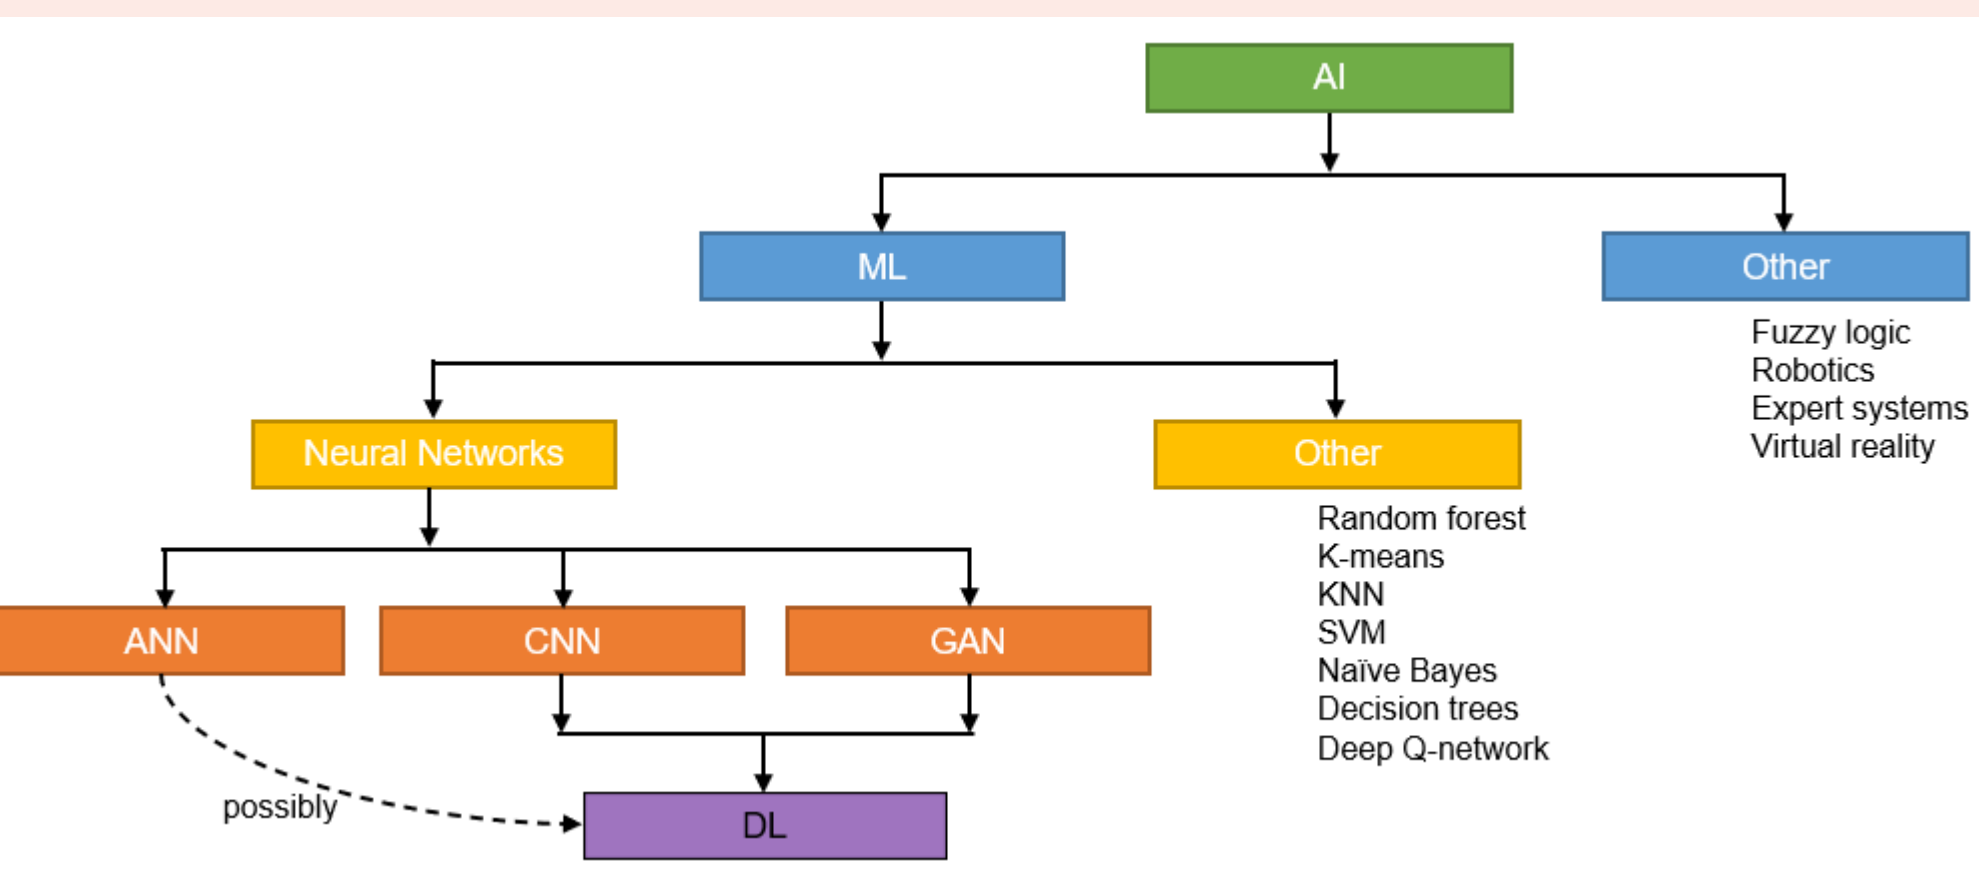 AI
ML
Other
Fuzzy logic
Robotics
Expert systems
Virtual reality
Neural Networks
Other
Random forest
K-means
KNN
SVM
Naïve Bayes
Decision trees
Deep Q-network
ANN
CNN
GAN
possibly
DL